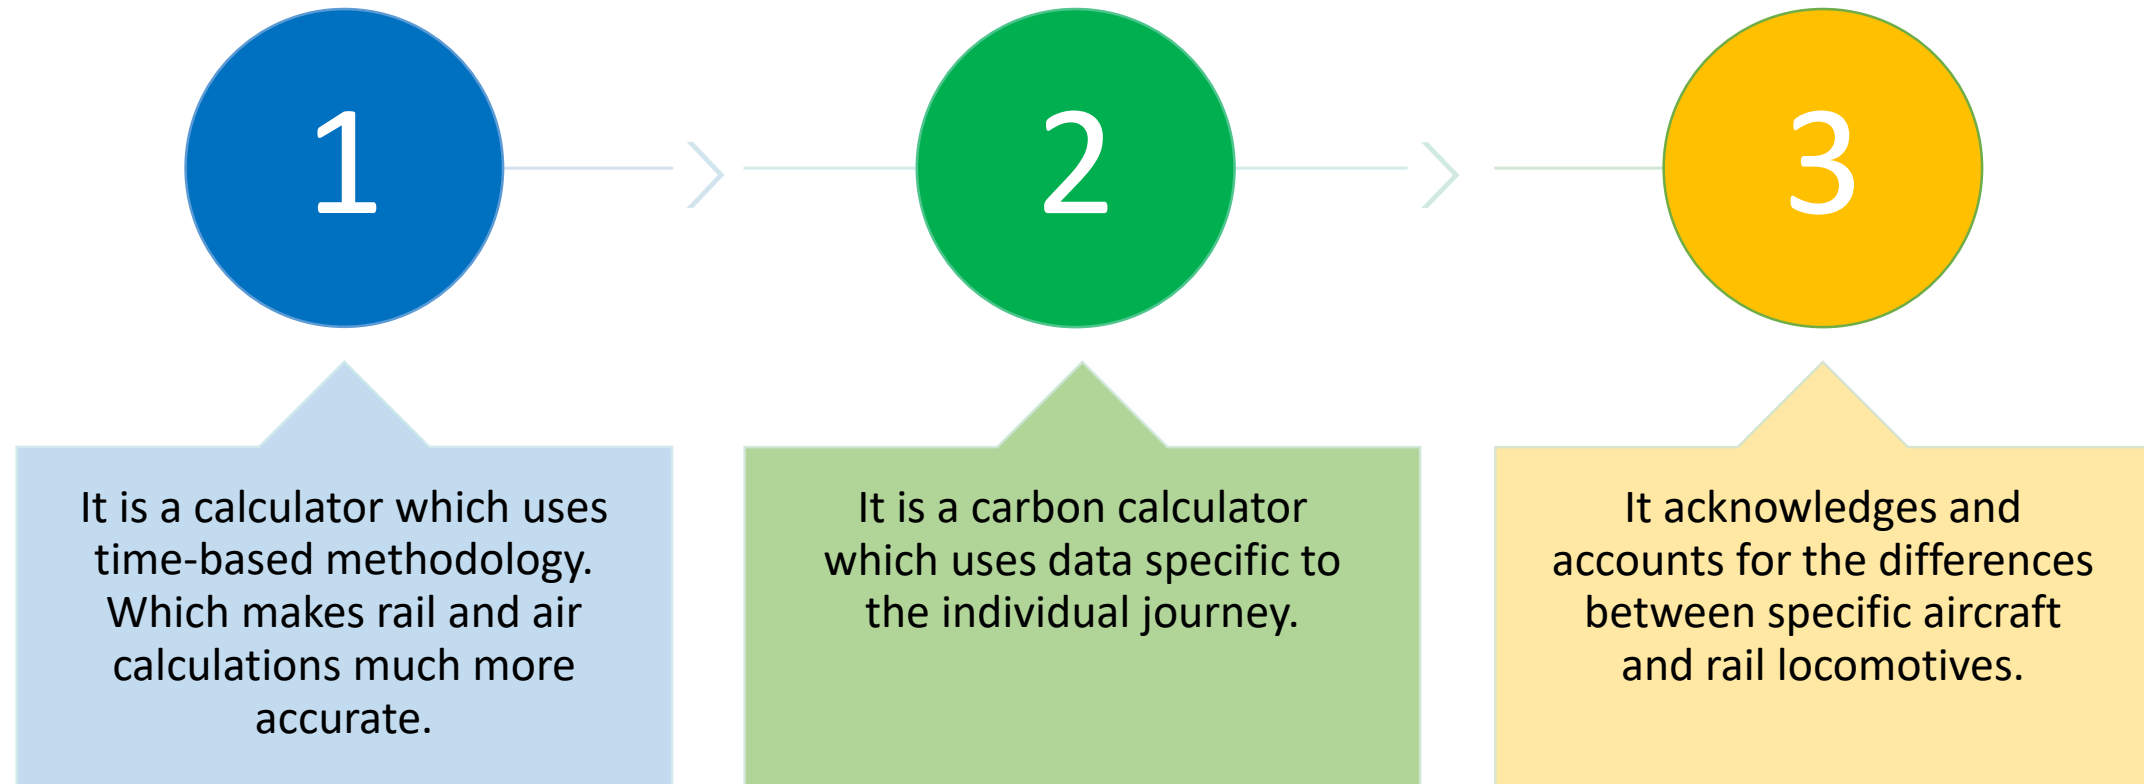 1
It is a calculator which uses
time-based methodology.
Which makes rail and air
calculations much more
accurate.
2
It is a carbon calculator
which uses data specific to
the individual journey.
3
It acknowledges and
accounts for the differences
between specific aircraft
and rail locomotives.